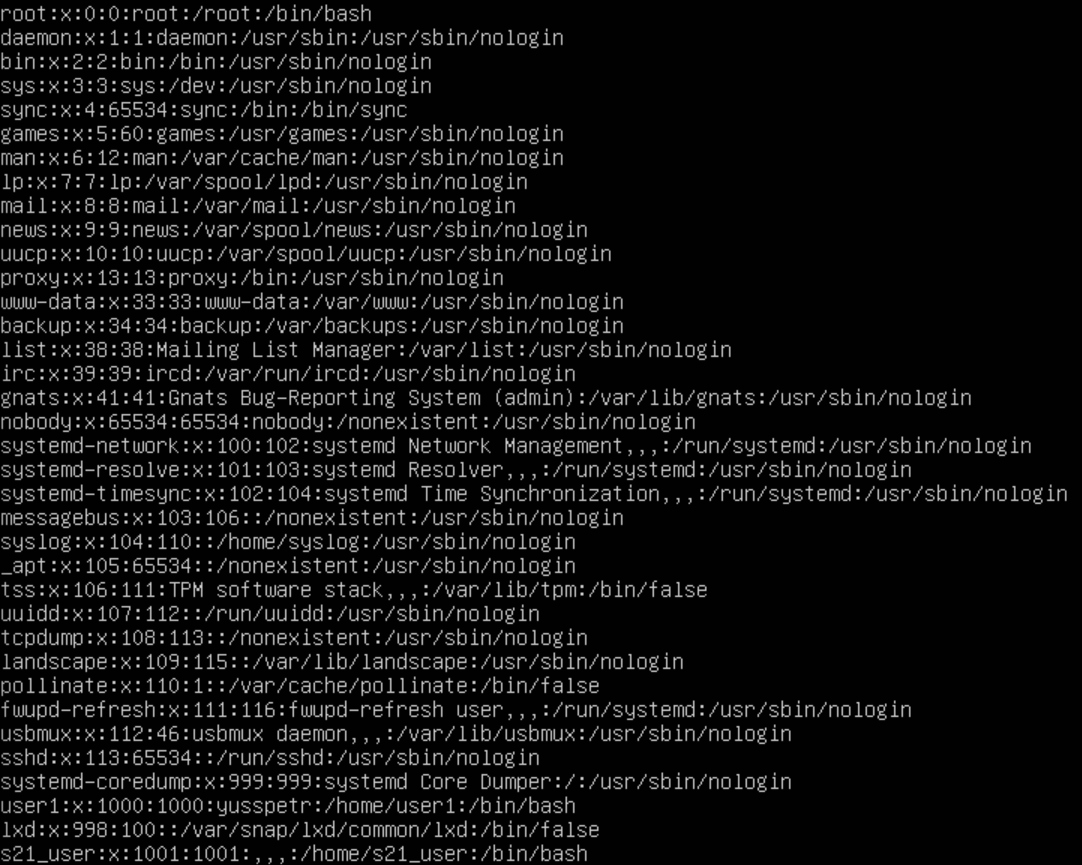 root:x:0:0:root:/root:/bin/bash
daemon:x:1:1:daemon:/usr/sbin:/usr/sbin/nologin
bin:x:2:2:bin:/bin:/usr/sbin/nologin
sys:x:3:3:sys:/dev:/usr/sbin/nologin
sync:x:4:65534:sync:/bin:/bin/sync
games:x:5:60:games:/usr/games:/usr/sbin/nologin
man:x:6:12:man:/var/cache/man:/usr/sbin/nologin
lp:x:7:7:lp:/var/spool/lpd:/usr/sbin/nologin
mail:x:8:8:mail:/var/mail:/usr/sbin/nologin
news:x:9:9:news:/var/spool/news:/usr/sbin/nologin
uucp:x:10:10:uucp:/var/spool/uucp:/usr/sbin/nologin
proxy:x:13:13:proxy:/bin:/usr/sbin/nologin
www-data:x:33:33:www-data:/var/www:/usr/sbin/nologin
backup:x:34:34:backup:/var/backups:/usr/sbin/nologin
list:x:38:38:Mailing List Manager:/var/list:/usr/sbin/nologin
irc:x:39:39:ircd:/var/run/ircd:/usr/sbin/nologin
gnats:x:41:41:Gnats Bug-Reporting System (admin):/var/lib/gnats:/usr/sbin/nologin
nobody:x:65534:65534:nobody:/nonexistent:/usr/sbin/nologin
systemd-network:x:100:102:systemd Network Management,,,:/run/systemd:/usr/sbin/nologin
systemd-resolve:x:101:103:systemd Resolver,,,:/run/systemd:/usr/sbin/nologin
systemd-timesync:x:102:104:systemd Time Synchronization,,,:/run/systemd:/usr/sbin/nologin
messagebus:x:103:106::/nonexistent:/usr/sbin/nologin
syslog:x:104:110::/home/syslog:/usr/sbin/nologin
_apt:x:105:65534::/nonexistent:/usr/sbin/nologin
tss:x:106:111:TPM software stack,,,:/var/lib/tpm:/bin/false
uuidd:x:107:112::/run/uuidd:/usr/sbin/nologin
tcpdump:x:108:113::/nonexistent:/usr/sbin/nologin
landscape:x:109:115::/var/lib/landscape:/usr/sbin/nologin
pollinate:x:110:1::/var/cache/pollinate:/bin/false
fwupd-refresh:x:111:116:fwupd-refresh user,,,:/run/systemd:/usr/sbin/nologin
usbmux:x:112:46:usbmux daemon,,,:/var/lib/usbmux:/usr/sbin/nologin
sshd:x:113:65534::/run/sshd:/usr/sbin/nologin
systemd-coredump:x:999:999:systemd Core Dumper:/:/usr/sbin/nologin
user1:x:1000:1000:yusspetr:/home/user1:/bin/bash
lxd:x:998:100::/var/snap/lxd/common/lxd:/bin/false
s21_user:x:1001:1001:,,,:/home/s21_user:/bin/bash